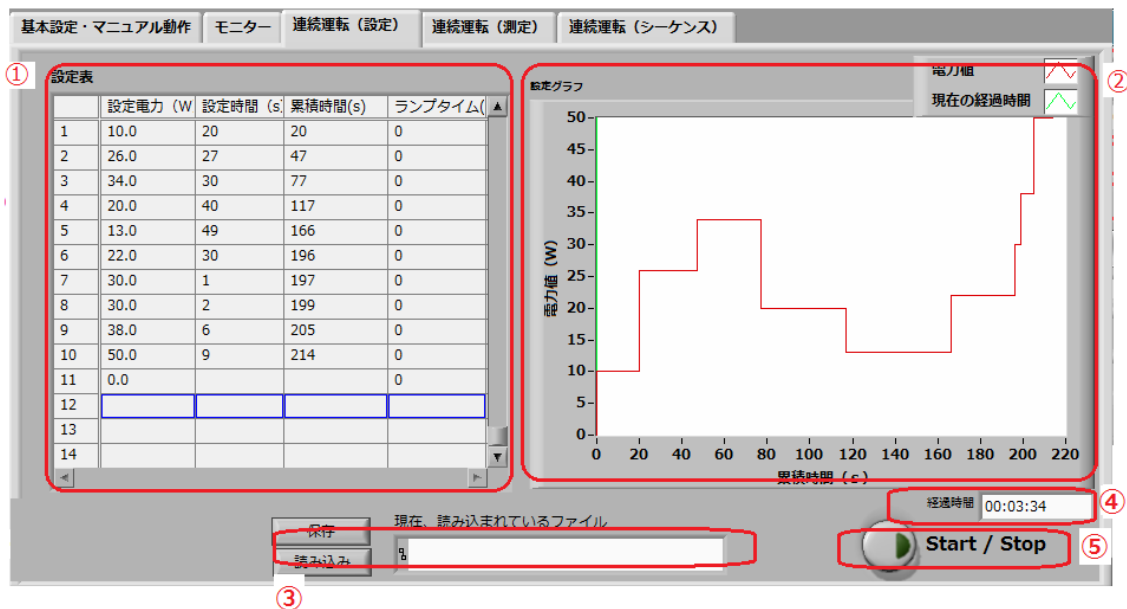 基本設定・マニュアル動作 モニター 連続運転（設定） 連続運転（測定） 連続運転（シーケンス）
① 設定表
設定電力（W 設定時間（s) 累積時間(s) ランプタイム(
1 10.0 20 20 0
2 26.0 27 47 0
3 34.0 30 77 0
4 20.0 40 117 0
5 13.0 49 166 0
6 22.0 30 196 0
7 30.0 1 197 0
8 30.0 2 199 0
9 38.0 6 205 0
10 50.0 9 214 0
11 0.0 0
12
13
14
②
設定グラフ
電力値
現在の経過時間
電力値（W）
50
45
40
35
30
25
20
15
10
5
0
0 20 40 60 80 100 120 140 160 180 200 220
累積時間（s）
経過時間 00:03:34 ④
保存
読み込み
現在、読み込まれているファイル
③
Start / Stop ⑤